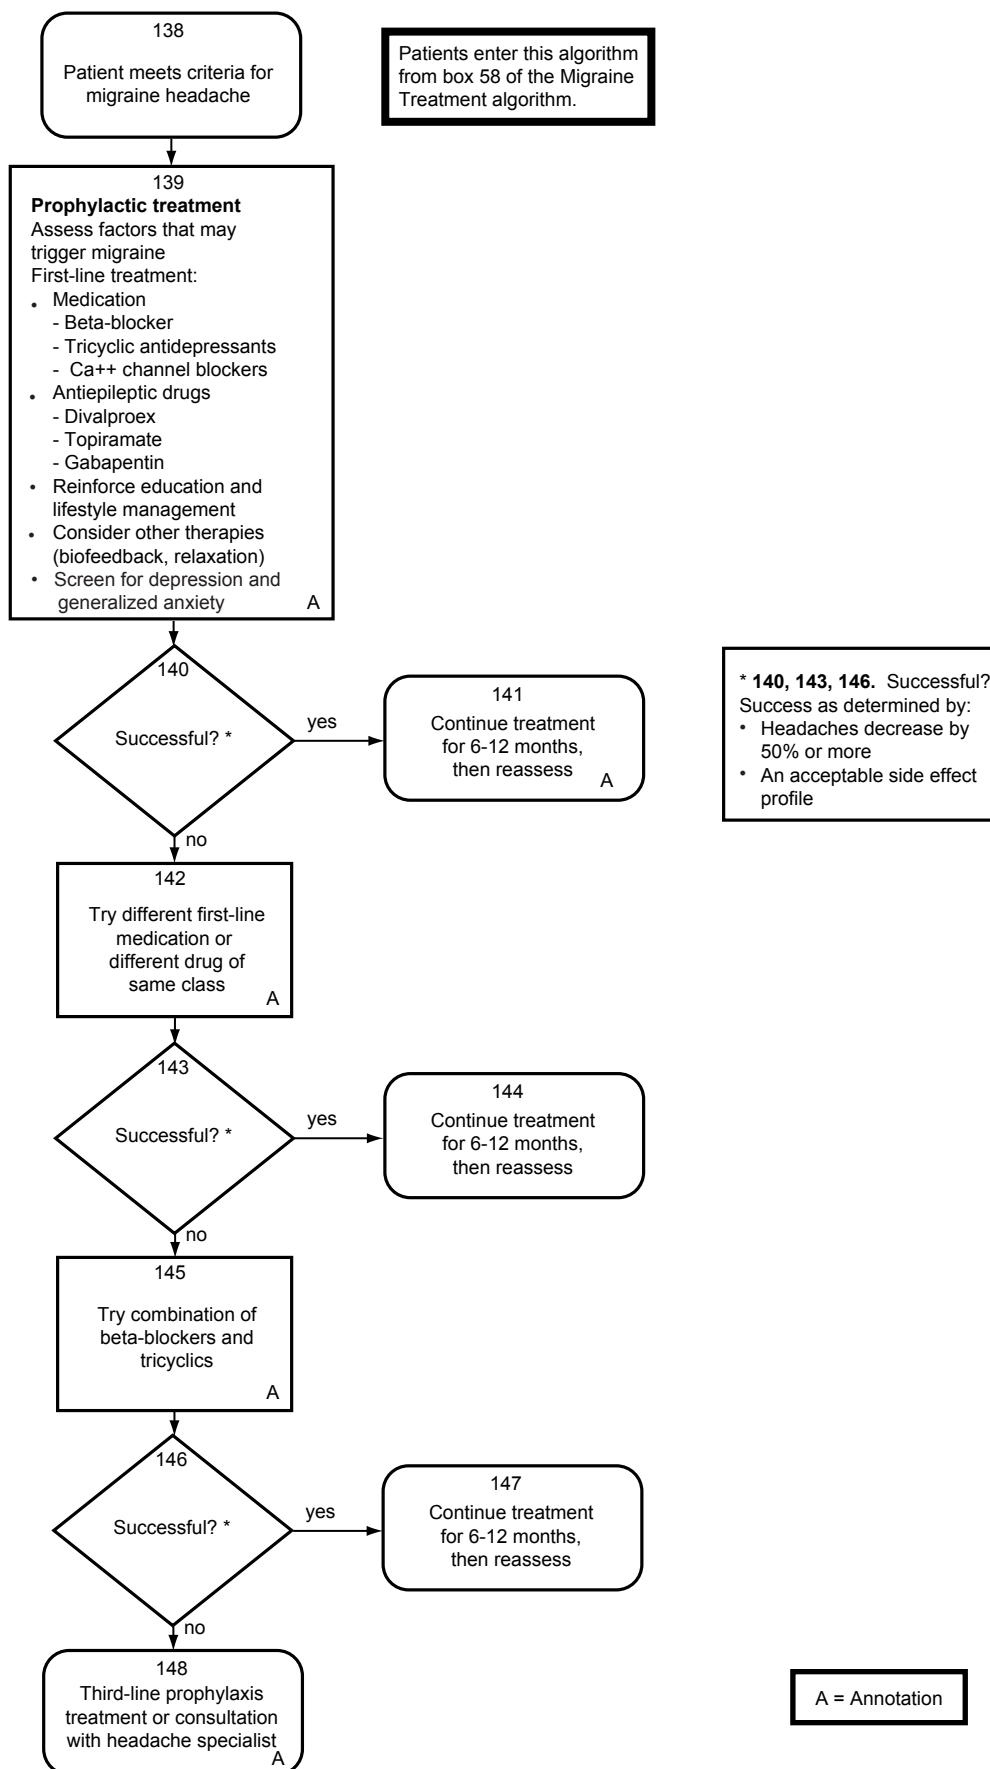 138
Patient meets criteria for
migraine headache
Patients enter this algorithm
from box 58 of the Migraine
Treatment algorithm.
139
Prophylactic treatment
Assess factors that may
trigger migraine
First-line treatment:
• Medication
- Beta-blocker
- Tricyclic antidepressants
- Ca++ channel blockers
• Antiepileptic drugs
- Divalproex
- Topiramate
- Gabapentin
• Reinforce education and
lifestyle management
• Consider other therapies
(biofeedback, relaxation)
• Screen for depression and
generalized anxiety
A
140
Successful? *
yes
141
Continue treatment
for 6-12 months,
then reassess
A
* 140, 143, 146. Successful?
Success as determined by:
• Headaches decrease by
50% or more
• An acceptable side effect
profile
no
142
Try different first-line
medication or
different drug of
same class
A
143
Successful? *
yes
144
Continue treatment
for 6-12 months,
then reassess
no
145
Try combination of
beta-blockers and
tricyclics
A
146
Successful? *
yes
147
Continue treatment
for 6-12 months,
then reassess
no
148
Third-line prophylaxis
treatment or consultation
with headache specialist
A
A = Annotation